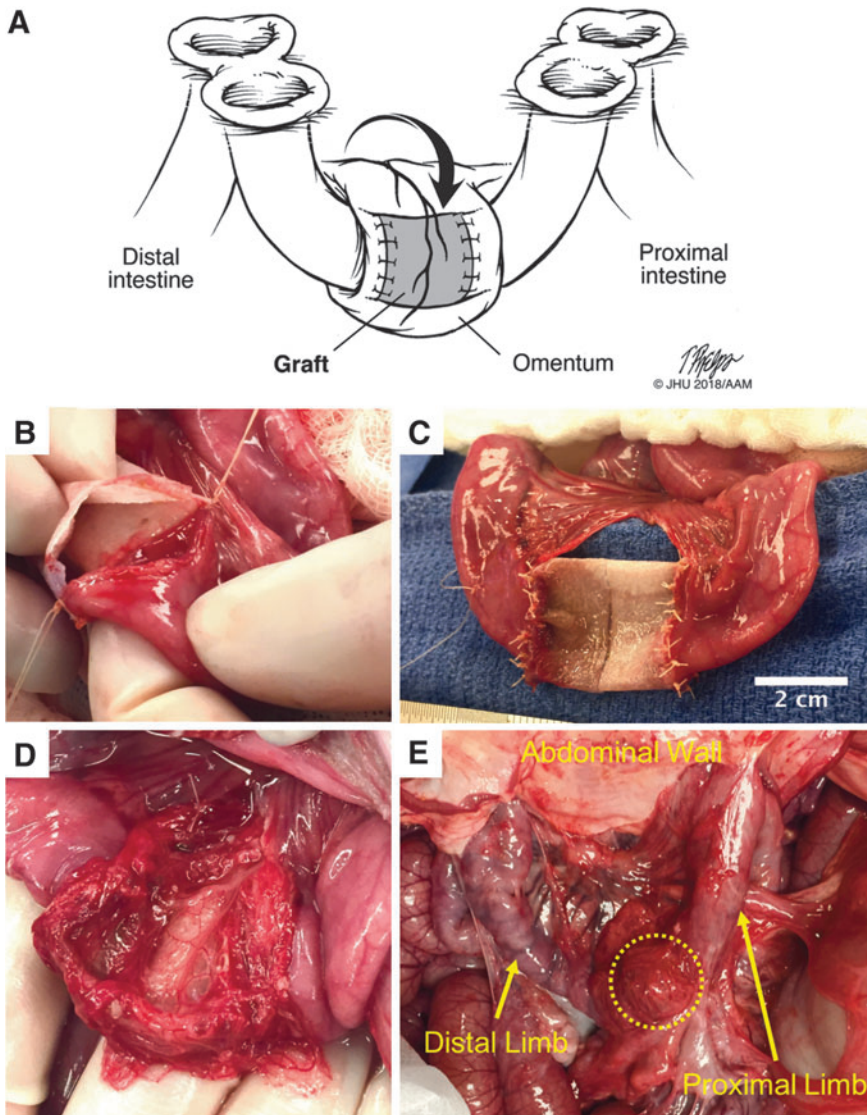 A
Distal
intestine
Proximal
intestine
Graft
Omentum
© JHU 2018/AAM
B
C
2 cm
D
E
Abdominal Wall
Distal Limb
Proximal Limb